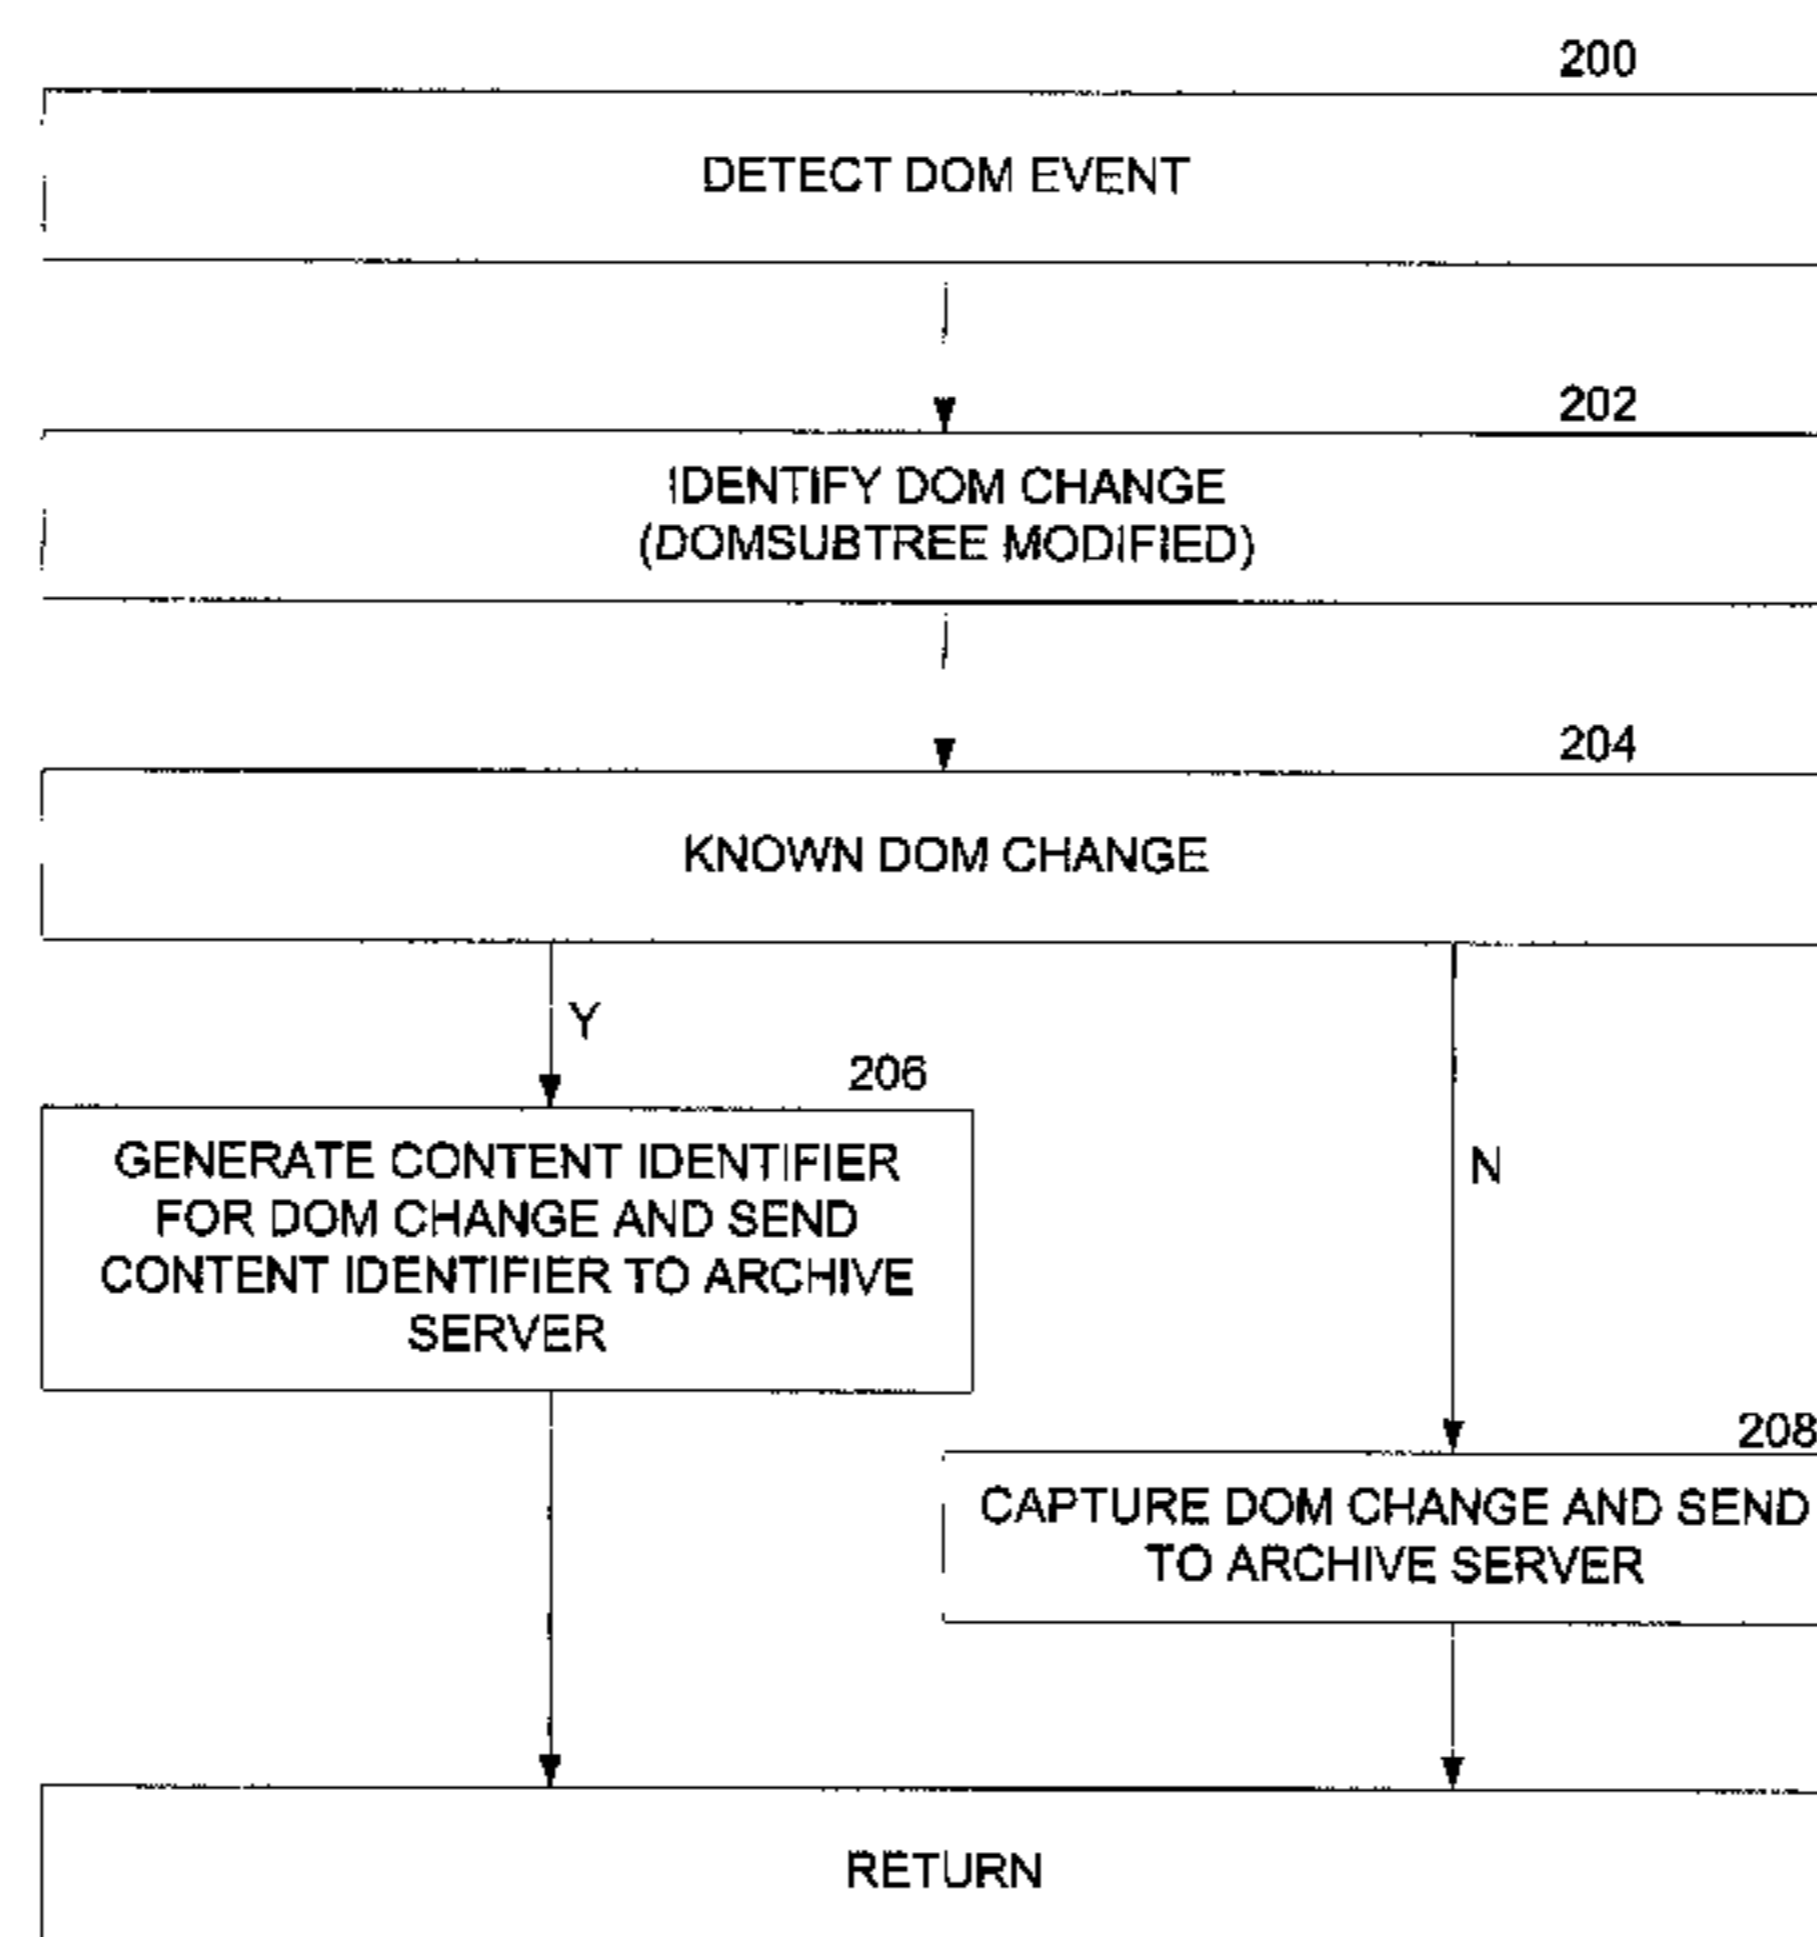 200
DETECT DOM EVENT
202
IDENTIFY DOM CHANGE
(DOMSUBTREE MODIFIED)
204
KNOWN DOM CHANGE
Y
206
GENERATE CONTENT IDENTIFIER
FOR DOM CHANGE AND SEND
CONTENT IDENTIFIER TO ARCHIVE
SERVER
N
208
CAPTURE DOM CHANGE AND SEND
TO ARCHIVE SERVER
RETURN